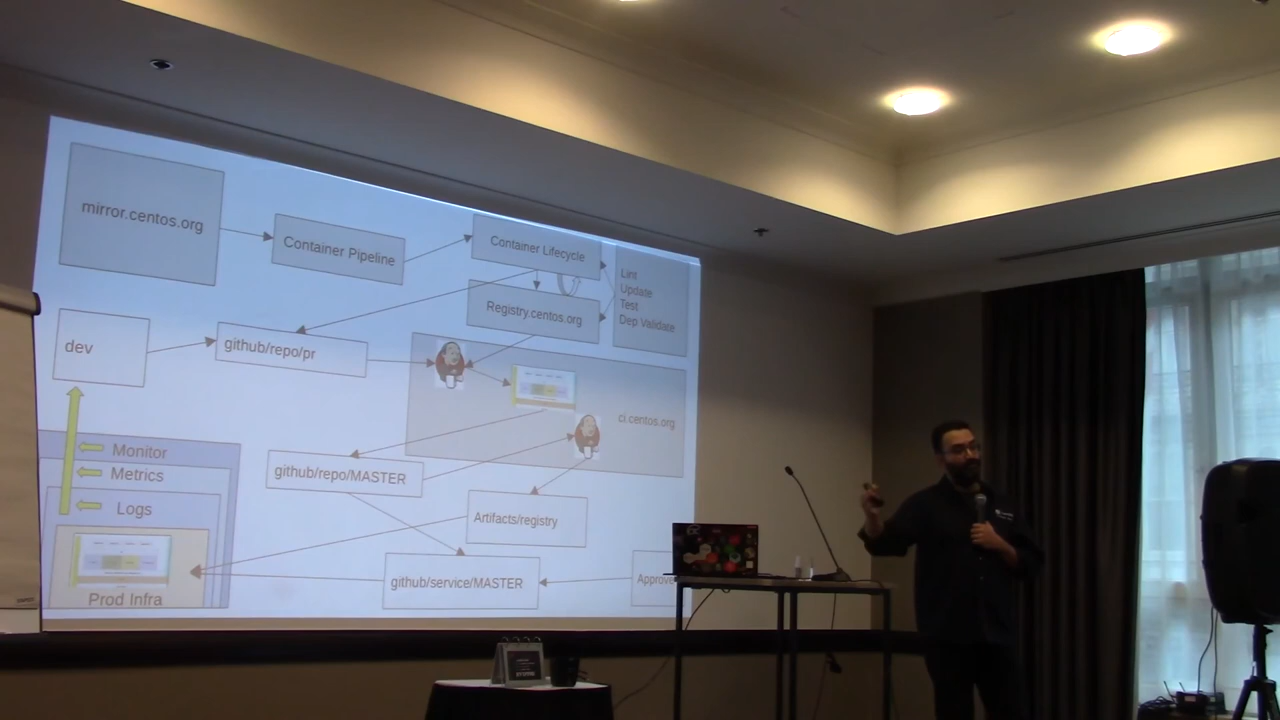 mirror.centos.org
Container Pipeline
Container Lifecycle
Lint
Update
Test
Dep Validate
Registry.centos.org
dev
github/repo/pr
ci.centos.org
Monitor
Metrics
Logs
github/repo/MASTER
Artifacts/registry
Prod Infra
github/service/MASTER
Approve